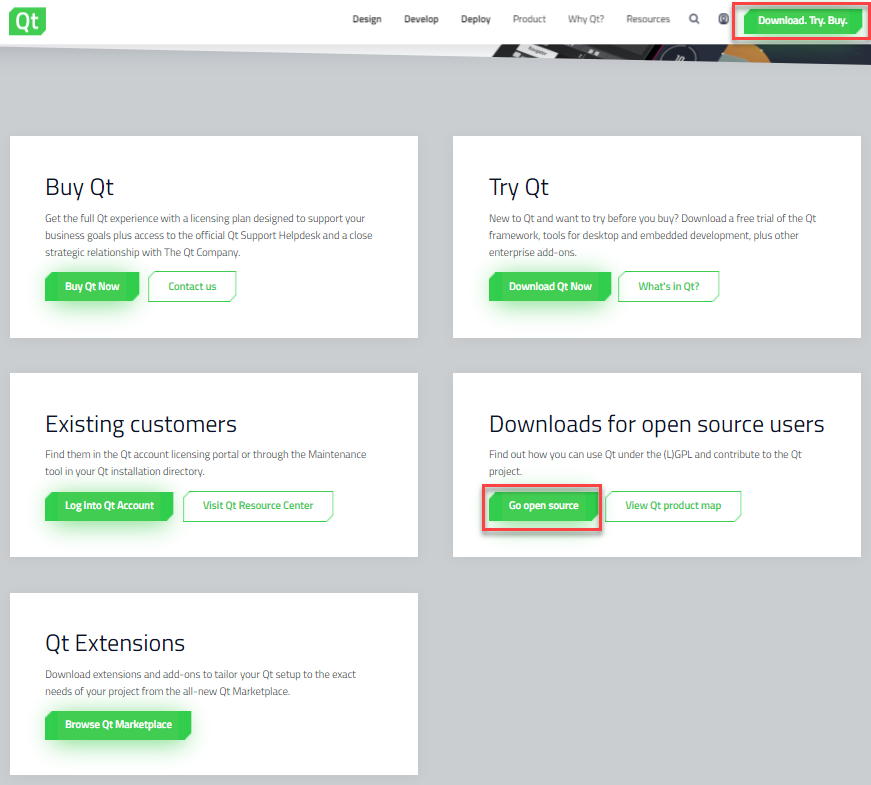 Qt
Design Develop Deploy Product Why Qt? Resources Download. Try. Buy.
Buy Qt
Get the full Qt experience with a licensing plan designed to support your
business goals plus access to the official Qt Support Helpdesk and a close
strategic relationship with The Qt Company.
Buy Qt Now Contact us
Try Qt
New to Qt and want to try before you buy? Download a free trial of the Qt
framework, tools for desktop and embedded development, plus other
enterprise add-ons.
Download Qt Now What's in Qt?
Existing customers
Find them in the Qt account licensing portal or through the Maintenance
tool in your Qt installation directory.
Log Into Qt Account Visit Qt Resource Center
Downloads for open source users
Find out how you can use Qt under the (L)GPL and contribute to the Qt
project.
Go open source View Qt product map
Qt Extensions
Download extensions and add-ons to tailor your Qt setup to the exact
needs of your project from the all-new Qt Marketplace.
Browse Qt Marketplace